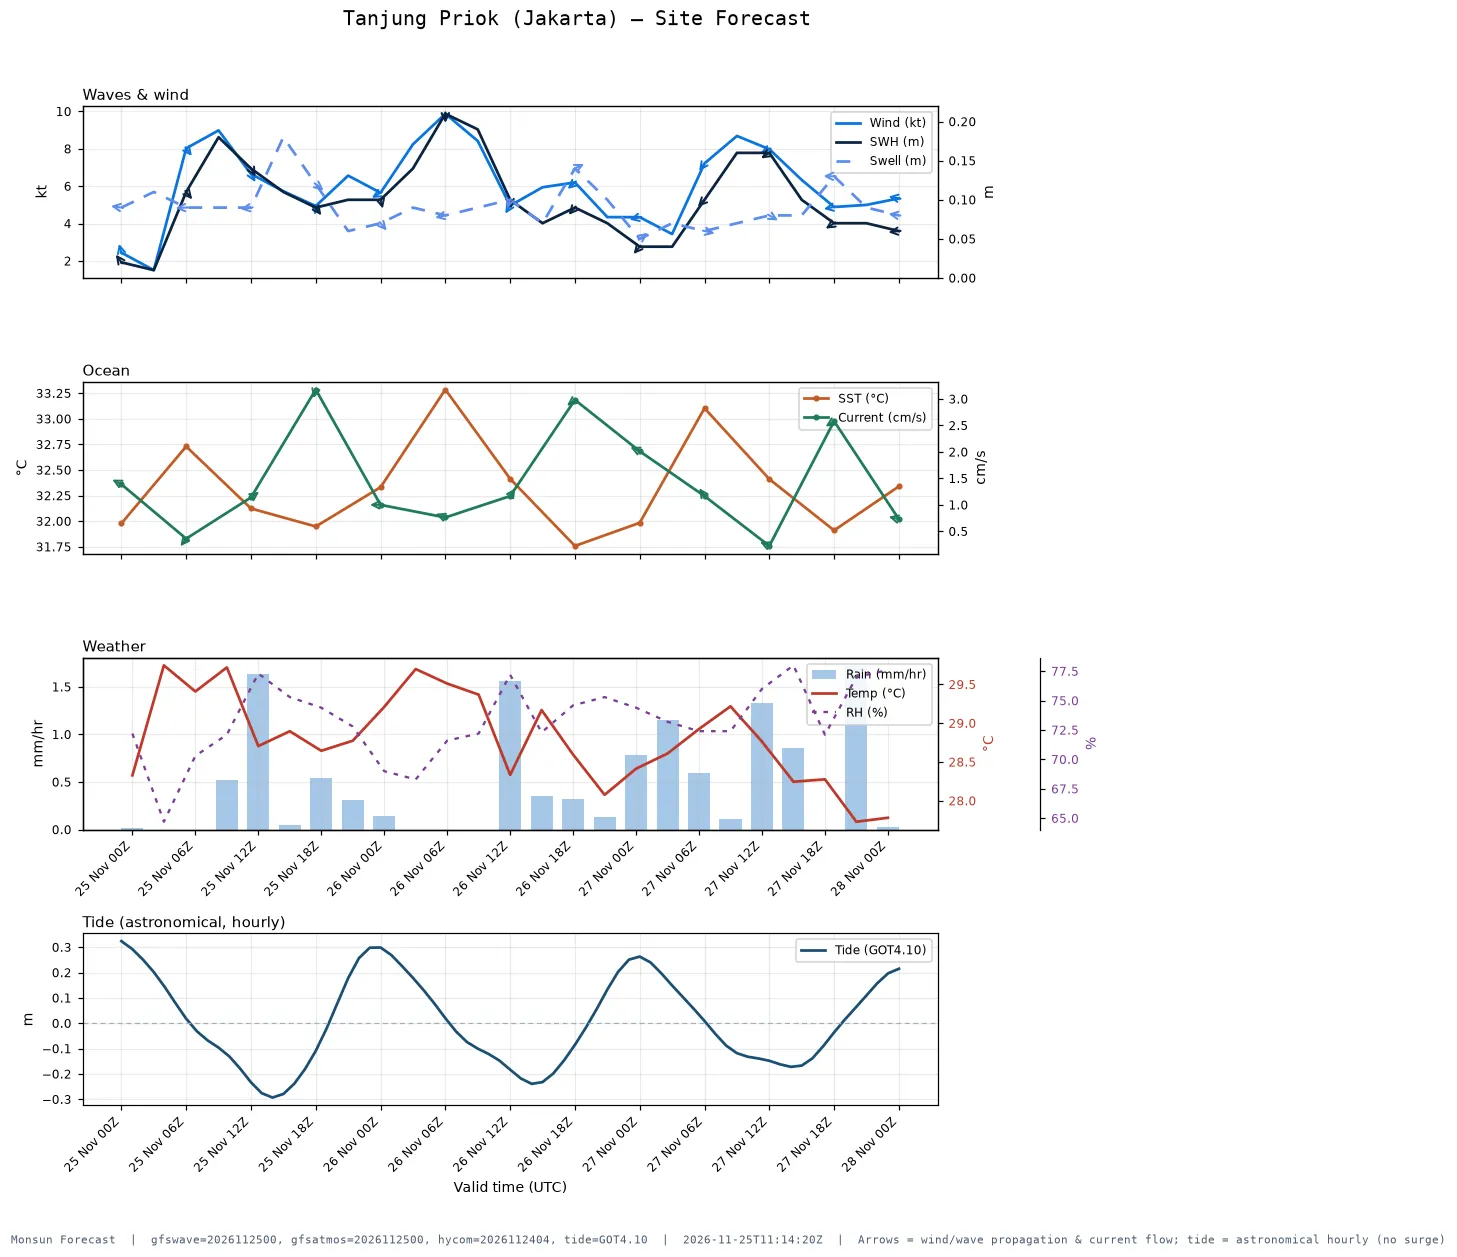 Tanjung Priok (Jakarta) — Site Forecast
Waves & wind
10
8
6
4
2
kt
0.20
0.15
0.10
0.05
0.00
m
Wind (kt)
SWH (m)
Swell (m)
Ocean
33.25
33.00
32.75
32.50
32.25
32.00
31.75
°C
3.0
2.5
2.0
1.5
1.0
0.5
cm/s
SST (°C)
Current (cm/s)
Weather
1.5
1.0
0.5
0.0
mm/hr
29.5
29.0
28.5
28.0
°C
77.5
75.0
72.5
70.0
67.5
65.0
%
Rain (mm/hr)
Temp (°C)
RH (%)
25 Nov 00Z
25 Nov 06Z
25 Nov 12Z
25 Nov 18Z
26 Nov 00Z
26 Nov 06Z
26 Nov 12Z
26 Nov 18Z
27 Nov 00Z
27 Nov 06Z
27 Nov 12Z
27 Nov 18Z
28 Nov 00Z
Tide (astronomical, hourly)
0.3
0.2
0.1
0.0
−0.1
−0.2
−0.3
m
Tide (GOT4.10)
25 Nov 00Z
25 Nov 06Z
25 Nov 12Z
25 Nov 18Z
26 Nov 00Z
26 Nov 06Z
26 Nov 12Z
26 Nov 18Z
27 Nov 00Z
27 Nov 06Z
27 Nov 12Z
27 Nov 18Z
28 Nov 00Z
Valid time (UTC)
Monsun Forecast | gfswave=2026112500, gfsatmos=2026112500, hycom=2026112404, tide=GOT4.10 | 2026-11-25T11:14:20Z | Arrows = wind/wave propagation & current flow; tide = astronomical hourly (no surge)